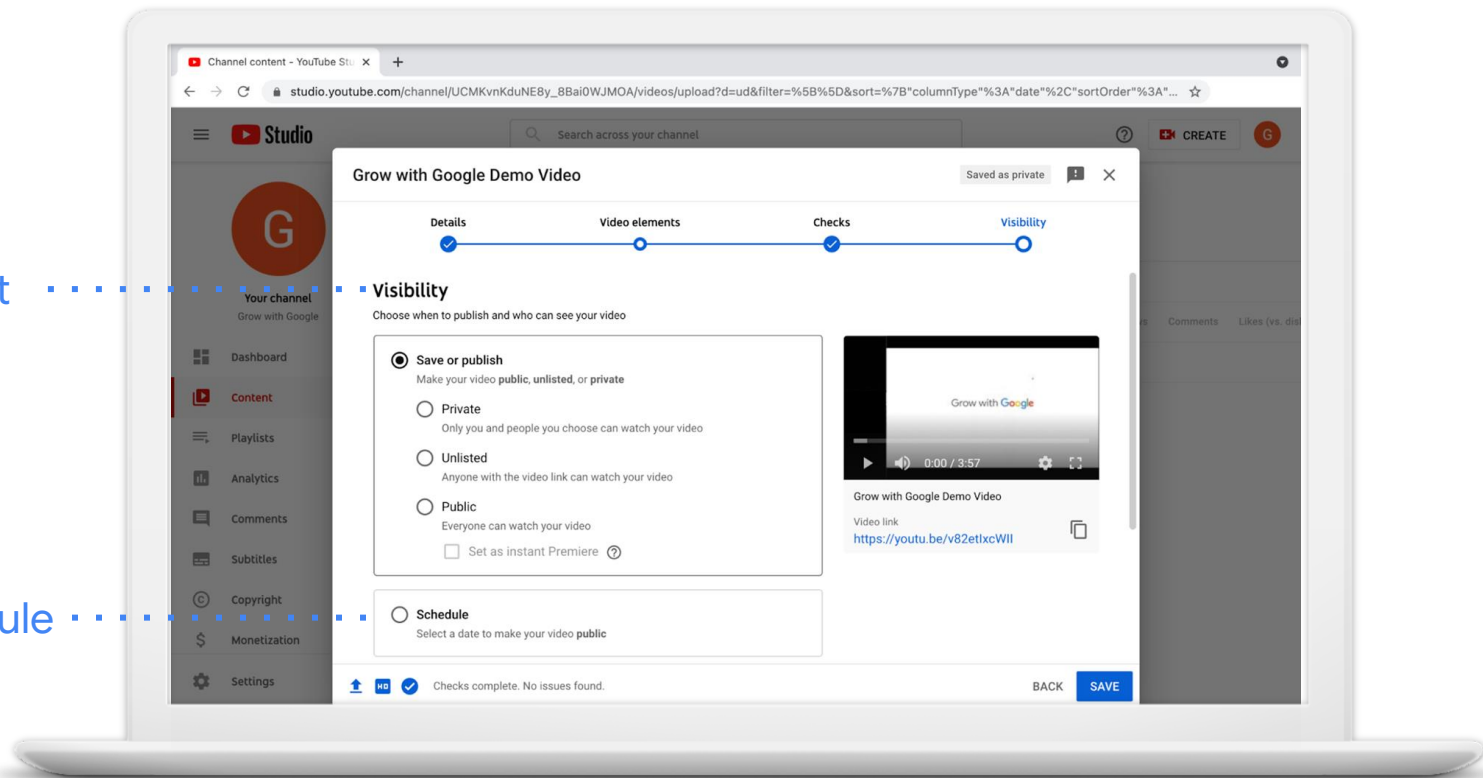 Channel content - YouTube Stu
studio.youtube.com/channel/UCMKvnKduNE8y_8Bai0WJMOA/videos/upload?d=ud&filter=%5B%5D&sort=%7B"columnType"%3A"date"%2C"sortOrder"%3A"...
Studio
Search across your channel
CREATE
G
Grow with Google Demo Video
Saved as private
Details
Video elements
Checks
Visibility
G
Your channel
Grow with Google
Dashboard
Content
Playlists
Analytics
Comments
Subtitles
Copyright
Monetization
Settings
t
Visibility
Choose when to publish and who can see your video
Save or publish
Make your video public, unlisted, or private
Private
Only you and people you choose can watch your video
Unlisted
Anyone with the video link can watch your video
Public
Everyone can watch your video
Set as instant Premiere
ule
Schedule
Select a date to make your video public
Grow with Google
0:00 / 3:57
Grow with Google Demo Video
Video link
https://youtu.be/v82etIxcWII
Comments
Likes (vs. disl
HD
Checks complete. No issues found.
BACK
SAVE